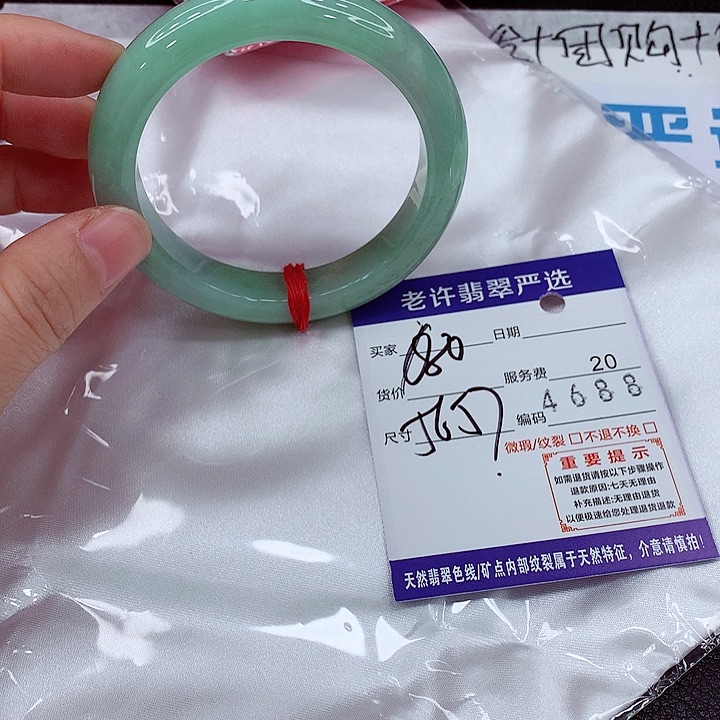 团购+
老许翡翠严选
买家 日期
货价 服务费 20
尺寸 编码 4688
微瑕/纹裂 □不退不换 □
重要提示
如需退货请按以下步骤操作
退款原因:七天无理由
补充描述:无理由退货
以便极速给您处理退货退款
天然翡翠色线/矿点内部纹裂属于天然特征，介意请慎拍!